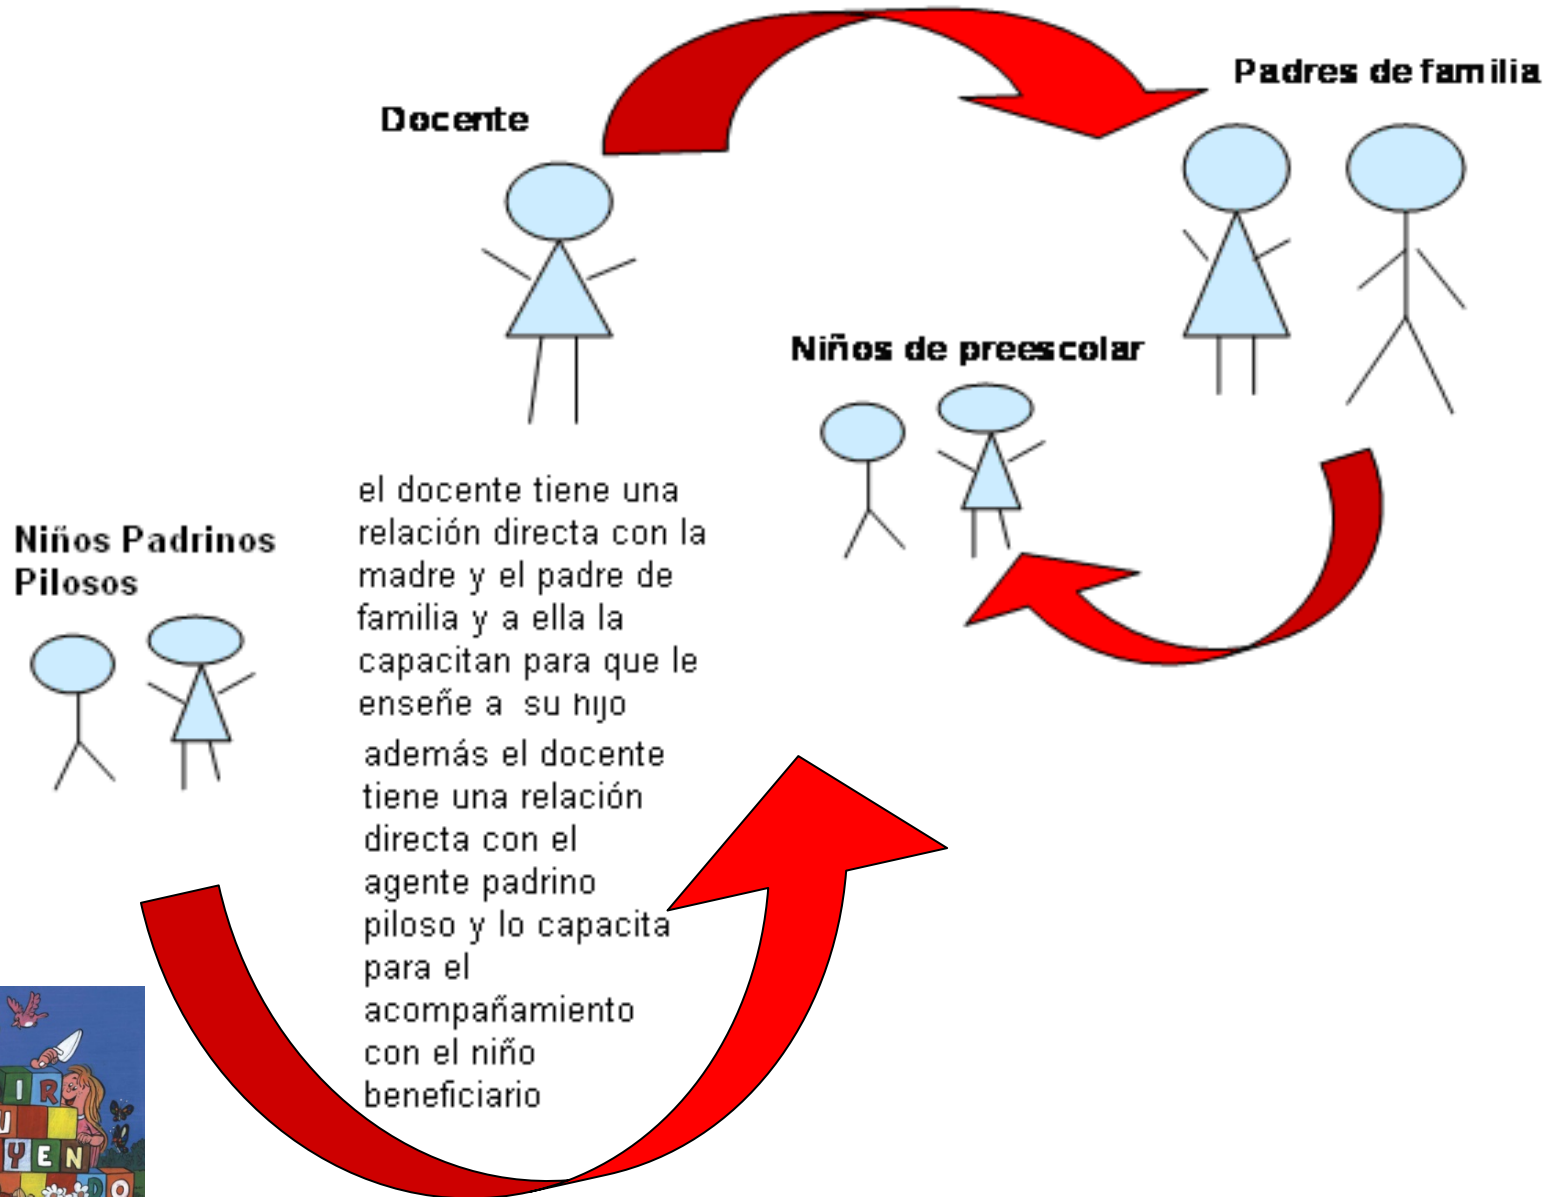 Docente
Padres de familia
Niños de preescolar
Niños Padrinos
Pilosos
el docente tiene una
relación directa con la
madre y el padre de
familia y a ella la
capacitan para que le
enseñe a su hijo
además el docente
tiene una relación
directa con el
agente padrino
piloso y lo capacita
para el
acompañamiento
con el niño
beneficiario
I R
U
Y E N
D O